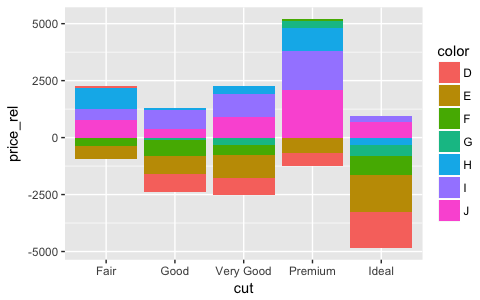 5000
2500
0
-2500
-5000
price_rel
Fair
Good
Very Good
Premium
Ideal
cut
color
D
E
F
G
H
I
J